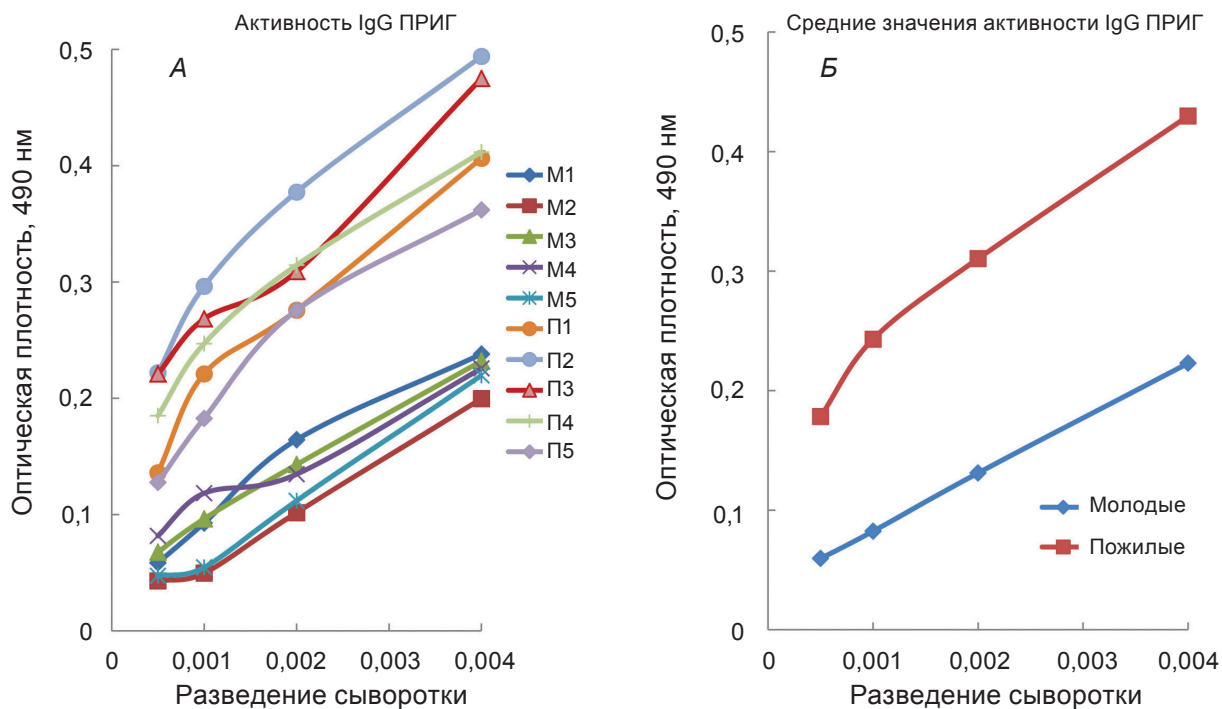 Активность IgG ПРИГ
А
Оптическая плотность, 490 nм
0,5
0,4
0,3
0,2
0,1
0
0
0,001
0,002
0,003
0,004
Разведение сыворотки
М1
М2
М3
М4
М5
П1
П2
П3
П4
П5
Средние значения активности IgG ПРИГ
Б
Оптическая плотность, 490 nм
0,5
0,4
0,3
0,2
0,1
0
0
0,001
0,002
0,003
0,004
Разведение сыворотки
Молодые
Пожилые